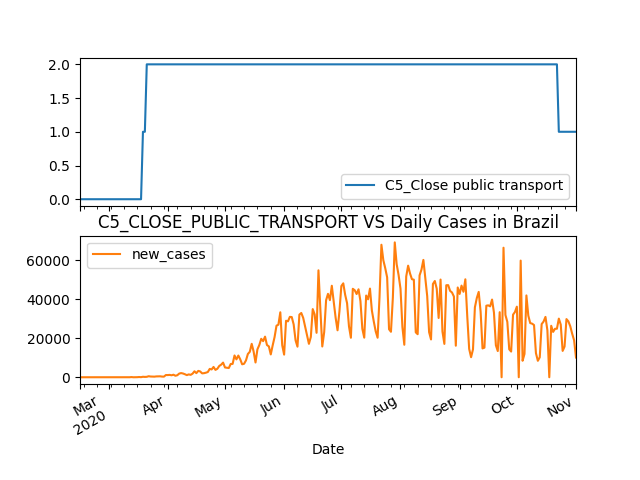 2.0
1.5
1.0
0.5
0.0
C5_Close public transport
C5_CLOSE_PUBLIC_TRANSPORT VS Daily Cases in Brazil
new_cases
60000
40000
20000
0
Mar Apr May Jun Jul Aug Sep Oct Nov
2020
Date